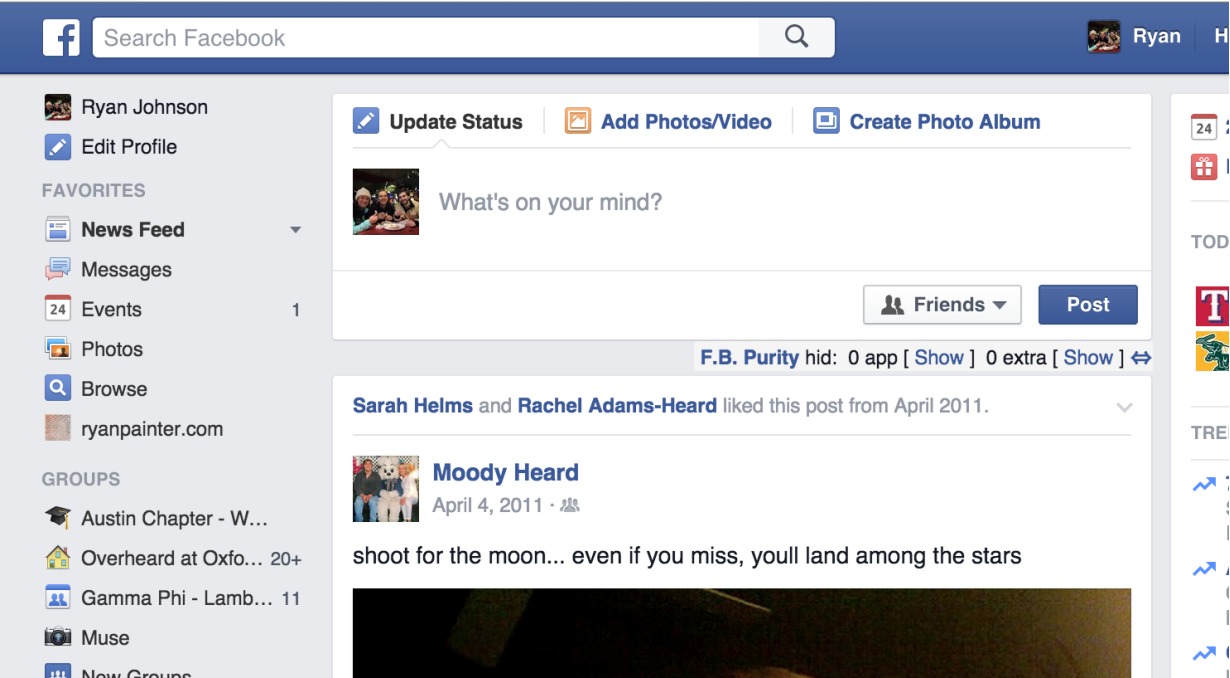 Search Facebook
Ryan
H
Ryan Johnson
Edit Profile
FAVORITES
News Feed
Messages
24 Events 1
Photos
Browse
ryanpainter.com
GROUPS
Austin Chapter - W...
Overheard at Oxfo... 20+
Gamma Phi - Lamb... 11
Muse
New Groups
Update Status
Add Photos/Video
Create Photo Album
What's on your mind?
Friends
Post
F.B. Purity hid: 0 app [ Show ] 0 extra [ Show ] ⇔
Sarah Helms and Rachel Adams-Heard liked this post from April 2011.
Moody Heard
April 4, 2011 ·
shoot for the moon... even if you miss, youll land among the stars
24
TOD
T
TRE